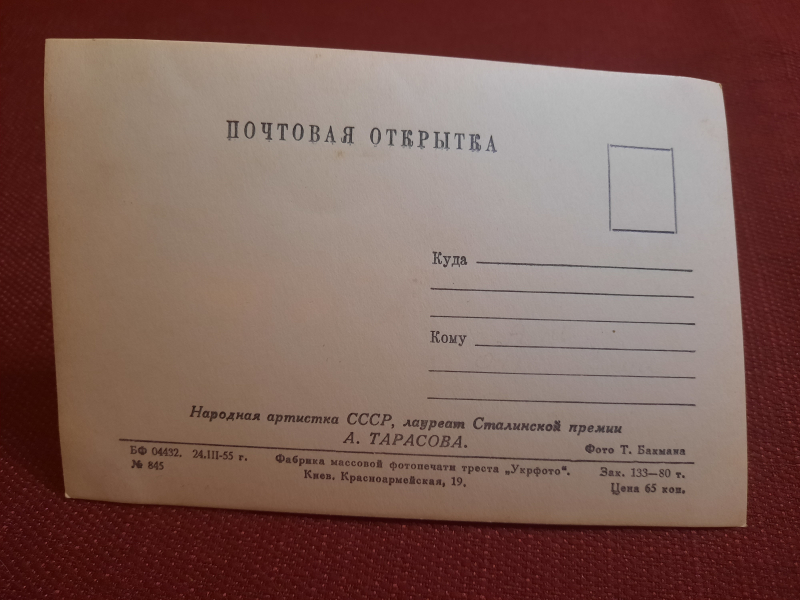 ПОЧТОВАЯ ОТКРЫТКА
Куда
Кому
Народная артистка СССР, лауреат Сталинской премии
А. ТАРАСОВА.
Фото Т. Бакмана
БФ 04432. 24.III-55 г.
№ 845
Фабрика массовой фотопечати треста „Укрфото“.
Киев. Красноармейская, 19.
Зак. 133—80 т.
Цена 65 коп.